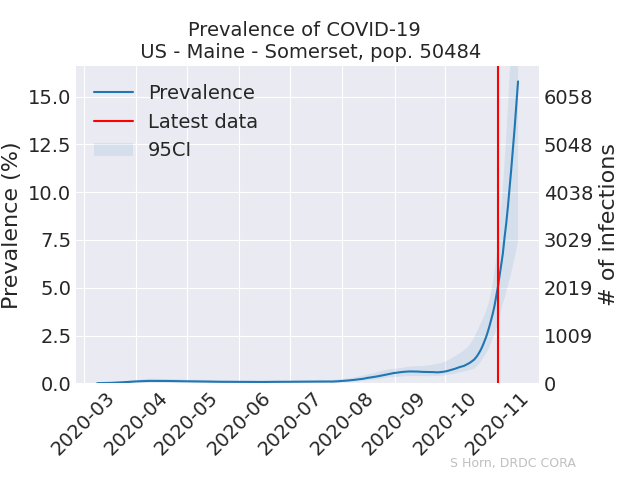 Prevalence of COVID-19
US - Maine - Somerset, pop. 50484
Prevalence
Latest data
95CI
Prevalence (%)
15.0
12.5
10.0
7.5
5.0
2.5
0.0
6058
5048
4038
3029
2019
1009
0
# of infections
2020-03
2020-04
2020-05
2020-06
2020-07
2020-08
2020-09
2020-10
2020-11
S Horn, DRDC CORA